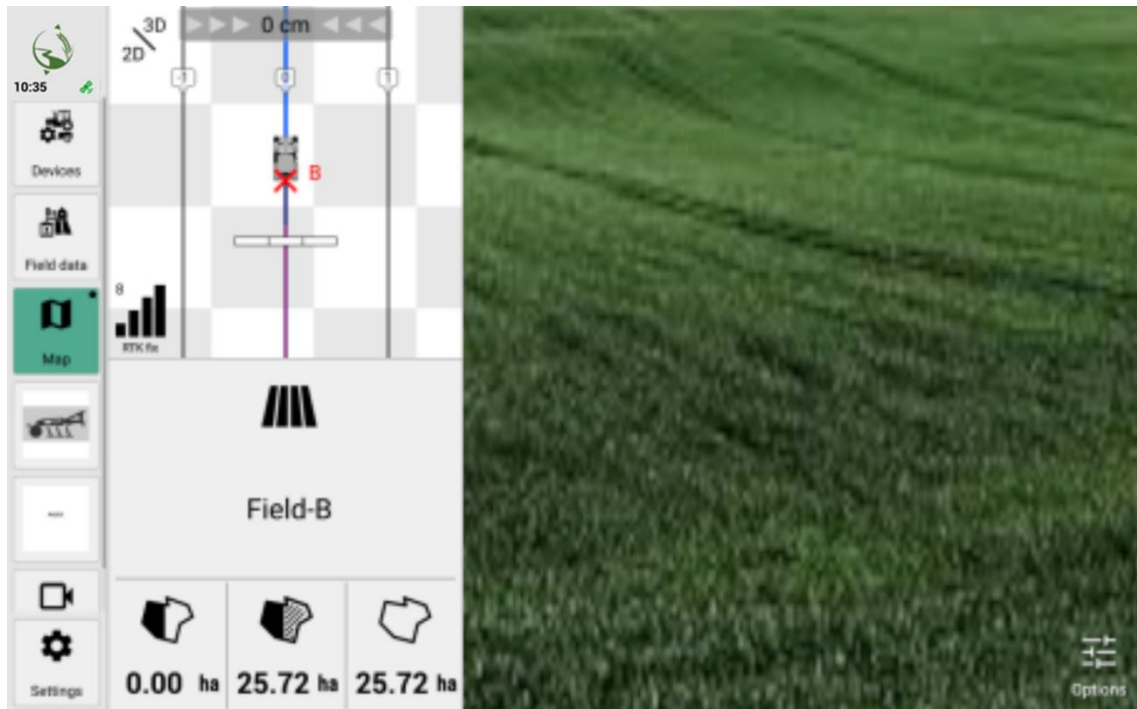 10:35
Devices
Field data
Map
Settings
3D
2D
0 cm
-1
0
1
B
8
RTK fix
Field-B
0.00 ha
25.72 ha
25.72 ha
Options